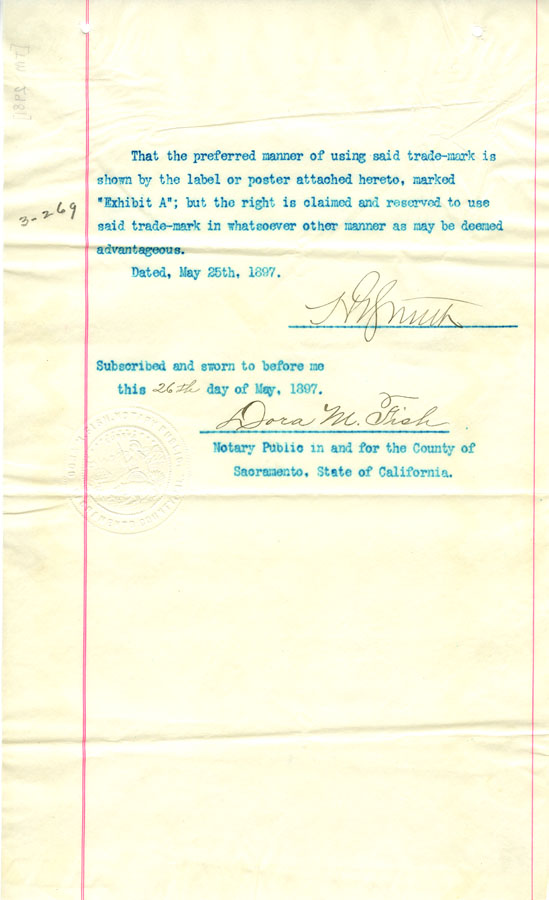 That the preferred manner of using said trade-mark is
shown by the label or poster attached hereto, marked
"Exhibit A"; but the right is claimed and reserved to use
3-269
said trade-mark in whatsoever other manner as may be deemed
advantageous.
Dated, May 25th, 1897.
Smith
Subscribed and sworn to before me
this 26th day of May, 1897.
Dora M. Fish
Notary Public in and for the County of
Sacramento, State of California.